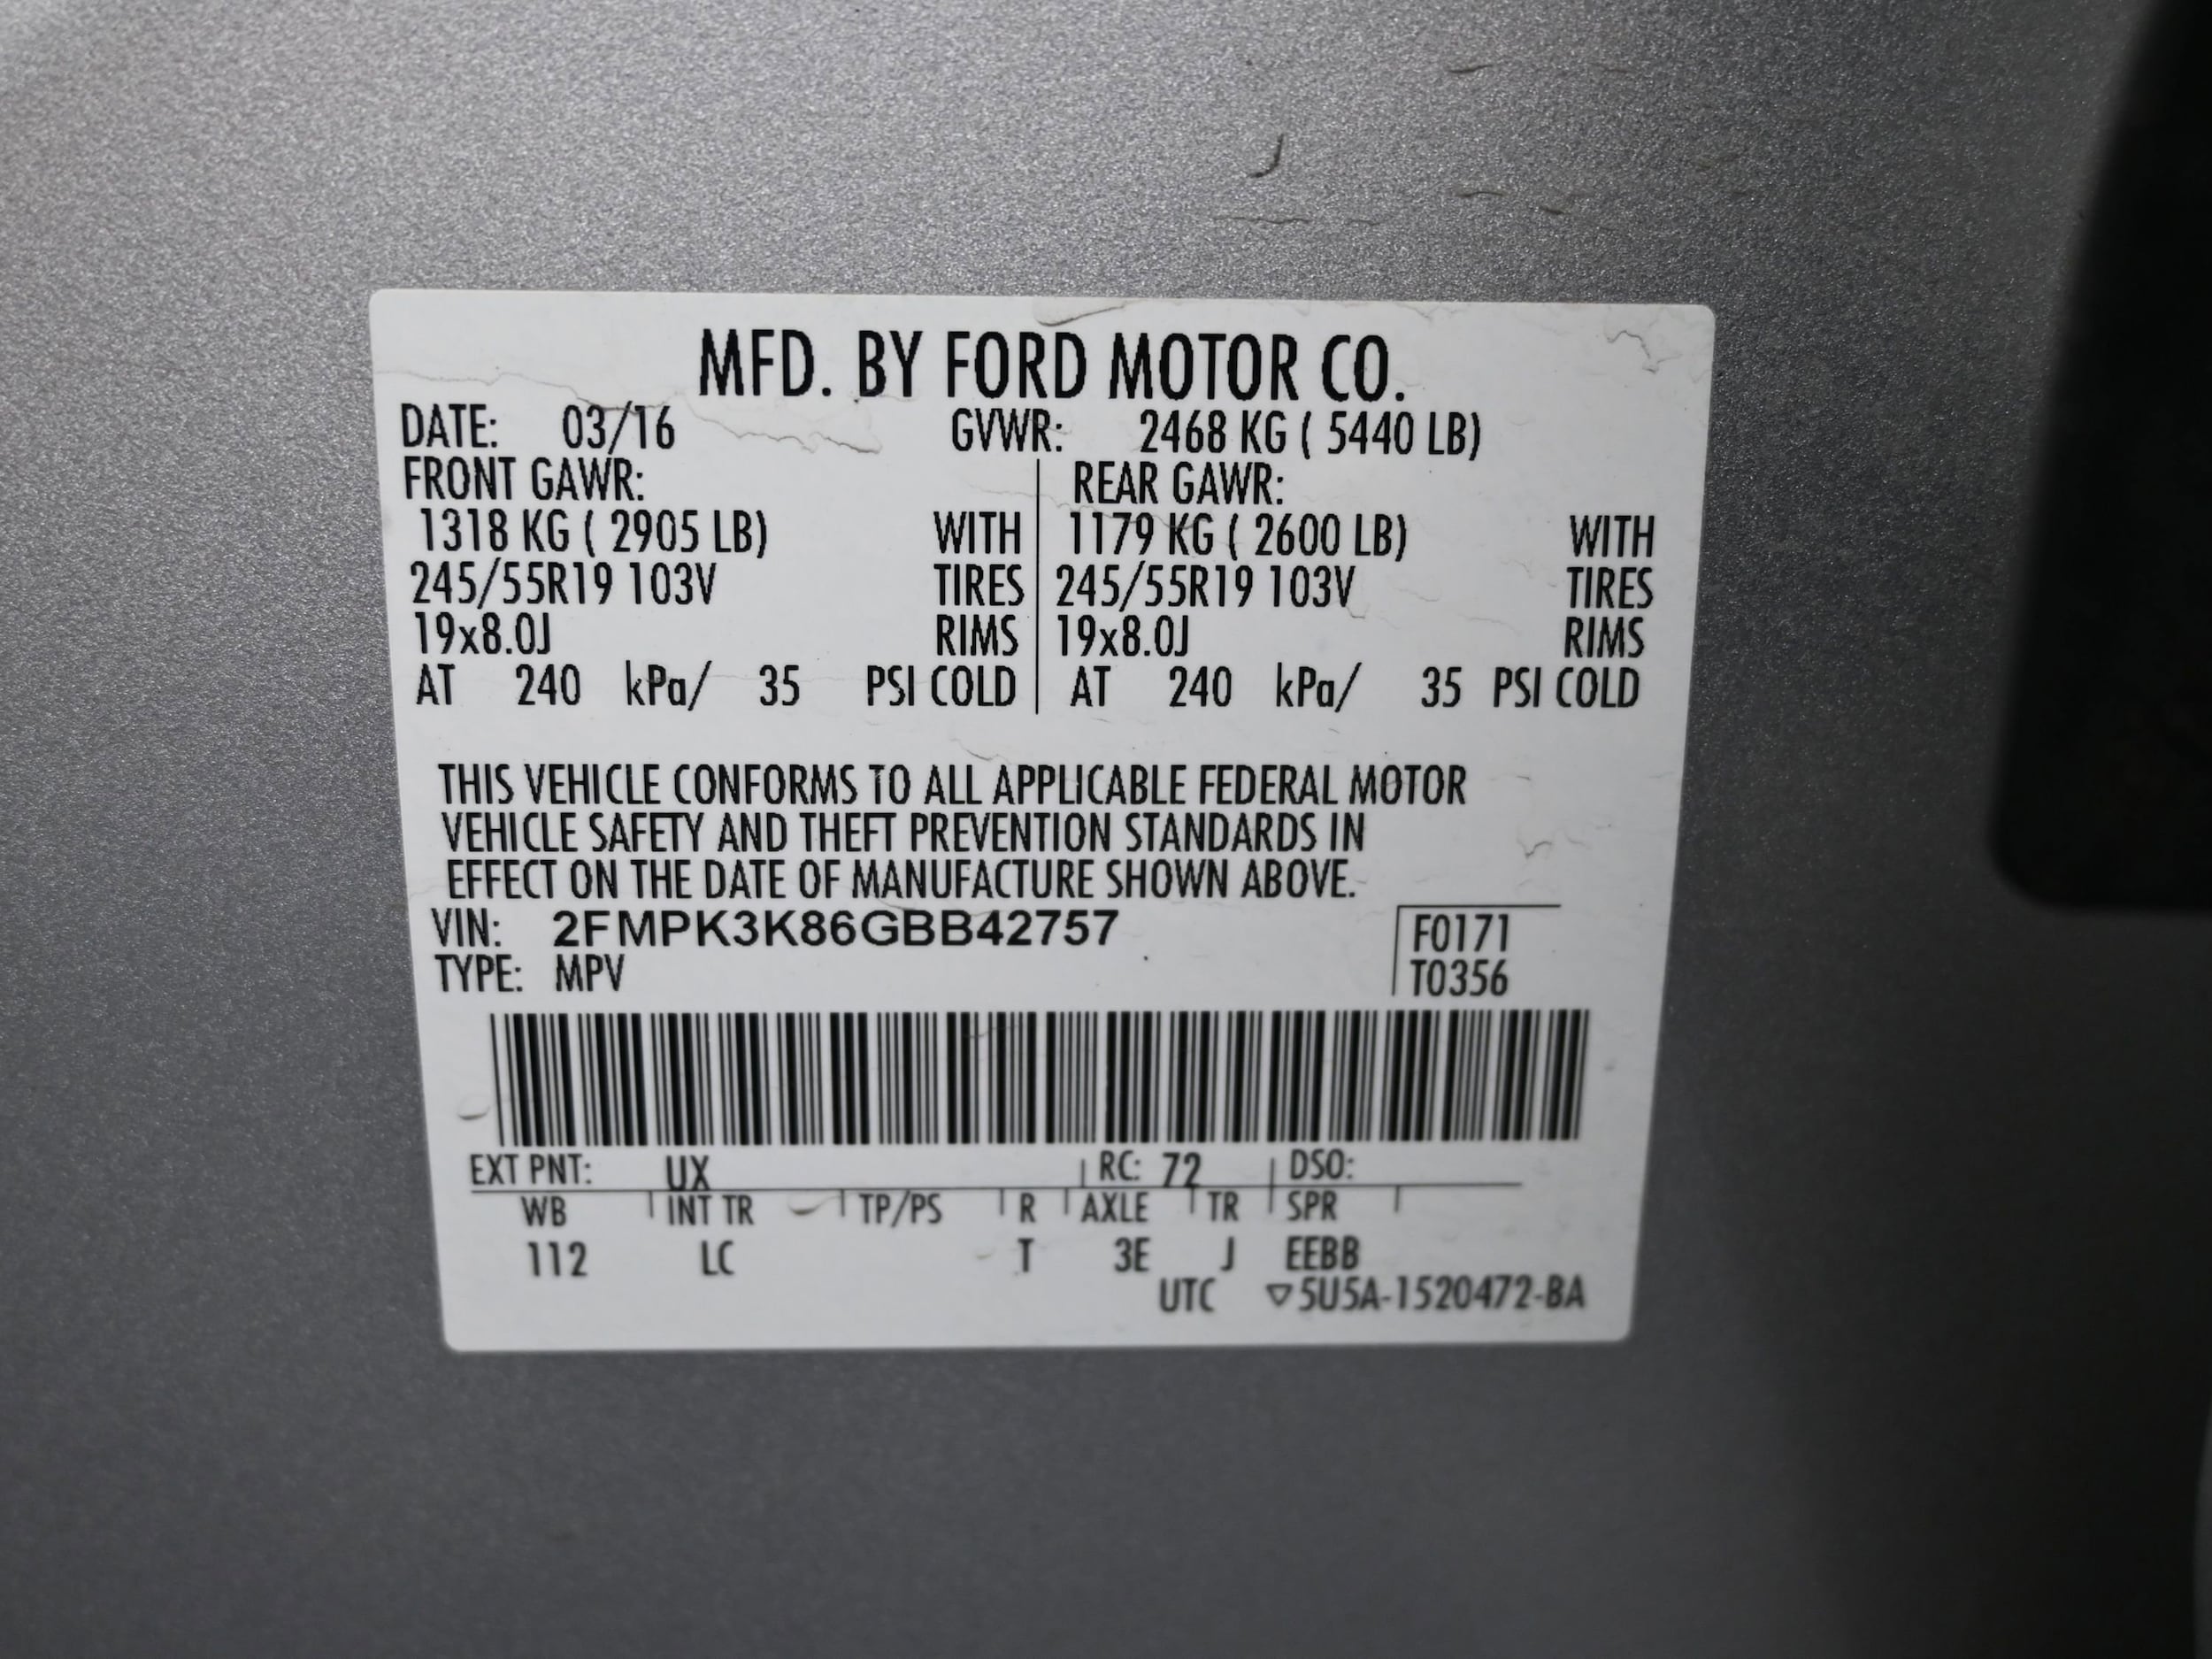 MFD. BY FORD MOTOR CO.
DATE: 03/16 GVWR: 2468 KG ( 5440 LB)
FRONT GAWR: REAR GAWR:
1318 KG ( 2905 LB) WITH 1179 KG ( 2600 LB) WITH
245/55R19 103V TIRES 245/55R19 103V TIRES
19x8.0J RIMS 19x8.0J RIMS
AT 240 kPa/ 35 PSI COLD AT 240 kPa/ 35 PSI COLD
THIS VEHICLE CONFORMS TO ALL APPLICABLE FEDERAL MOTOR
VEHICLE SAFETY AND THEFT PREVENTION STANDARDS IN
EFFECT ON THE DATE OF MANUFACTURE SHOWN ABOVE.
VIN: 2FMPK3K86GBB42757 F0171
TYPE: MPV T0356
EXT PNT: UX RC: 72 DSO:
WB INT TR TP/PS R AXLE TR SPR
112 LC T 3E J EEBB
UTC ▽5U5A-1520472-BA